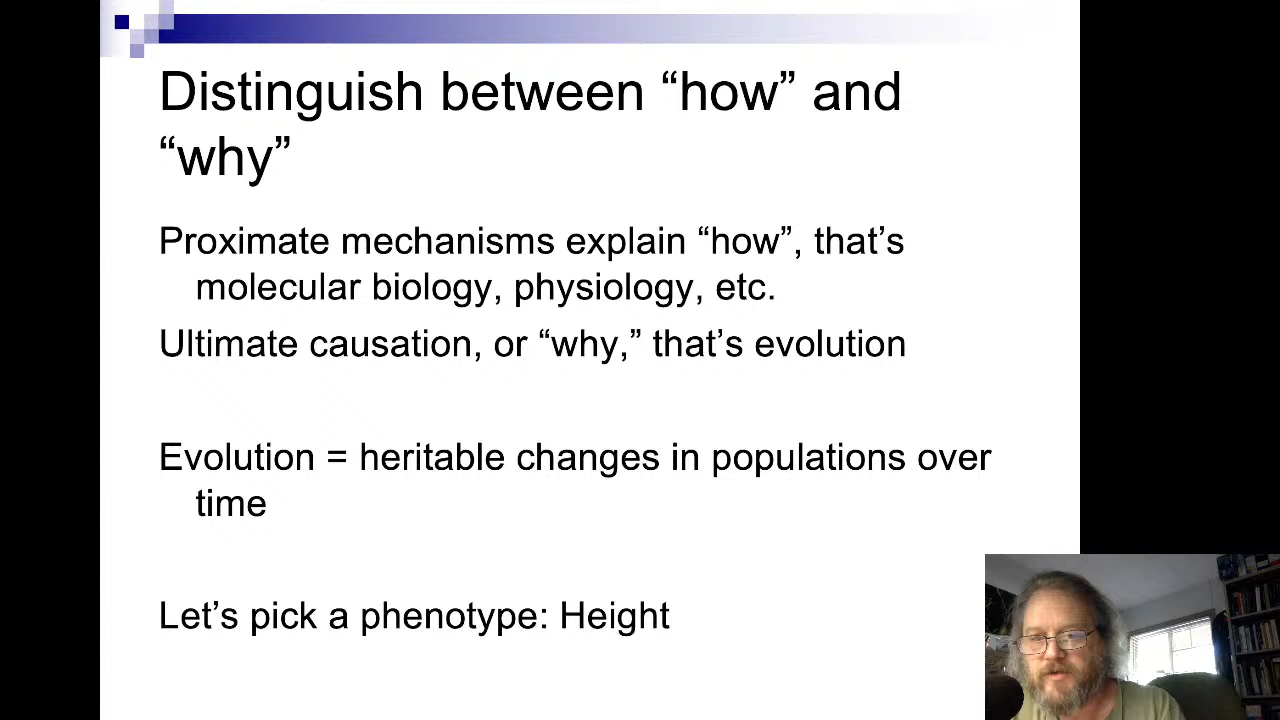 Distinguish between “how” and
“why”
Proximate mechanisms explain “how”, that’s
molecular biology, physiology, etc.
Ultimate causation, or “why,” that’s evolution
Evolution = heritable changes in populations over
time
Let’s pick a phenotype: Height